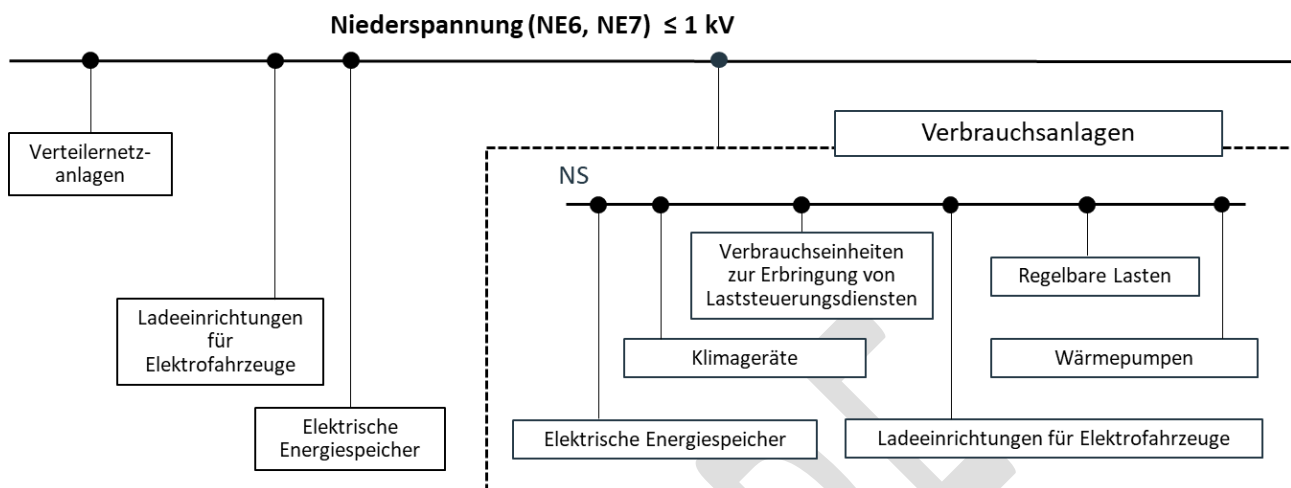 Niederspannung (NE6, NE7) ≤ 1 kV
Verteilernetz-
anlagen
Ladeeinrichtungen
für
Elektrofahrzeuge
Elektrische
Energiespeicher
Verbrauchsanlagen
NS
Verbrauchseinheiten
zur Erbringung von
Laststeuerungsdiensten
Regelbare Lasten
Klimageräte
Wärmepumpen
Elektrische Energiespeicher
Ladeeinrichtungen für Elektrofahrzeuge